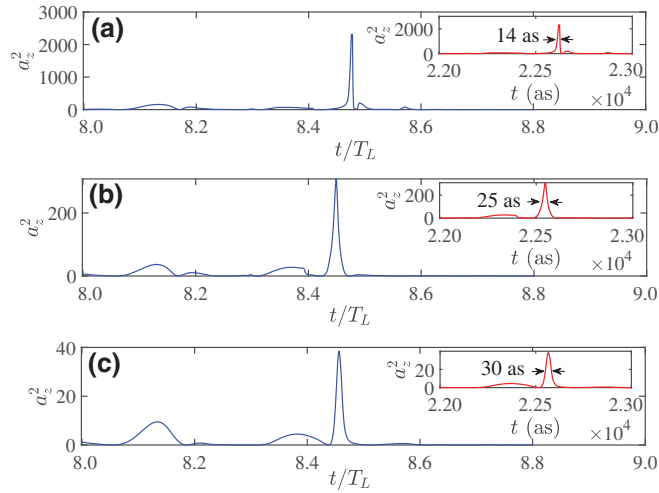 (a)
3000
2000
1000
0
a_z^2
8.0 8.2 8.4 8.6 8.8 9.0
t/T_L
2000
0
a_z^2
14 as
2.20 2.25 2.30
t (as) ×10^4
(b)
200
0
a_z^2
8.0 8.2 8.4 8.6 8.8 9.0
t/T_L
200
0
a_z^2
25 as
2.20 2.25 2.30
t (as) ×10^4
(c)
40
20
0
a_z^2
8.0 8.2 8.4 8.6 8.8 9.0
t/T_L
20
0
a_z^2
30 as
2.20 2.25 2.30
t (as) ×10^4